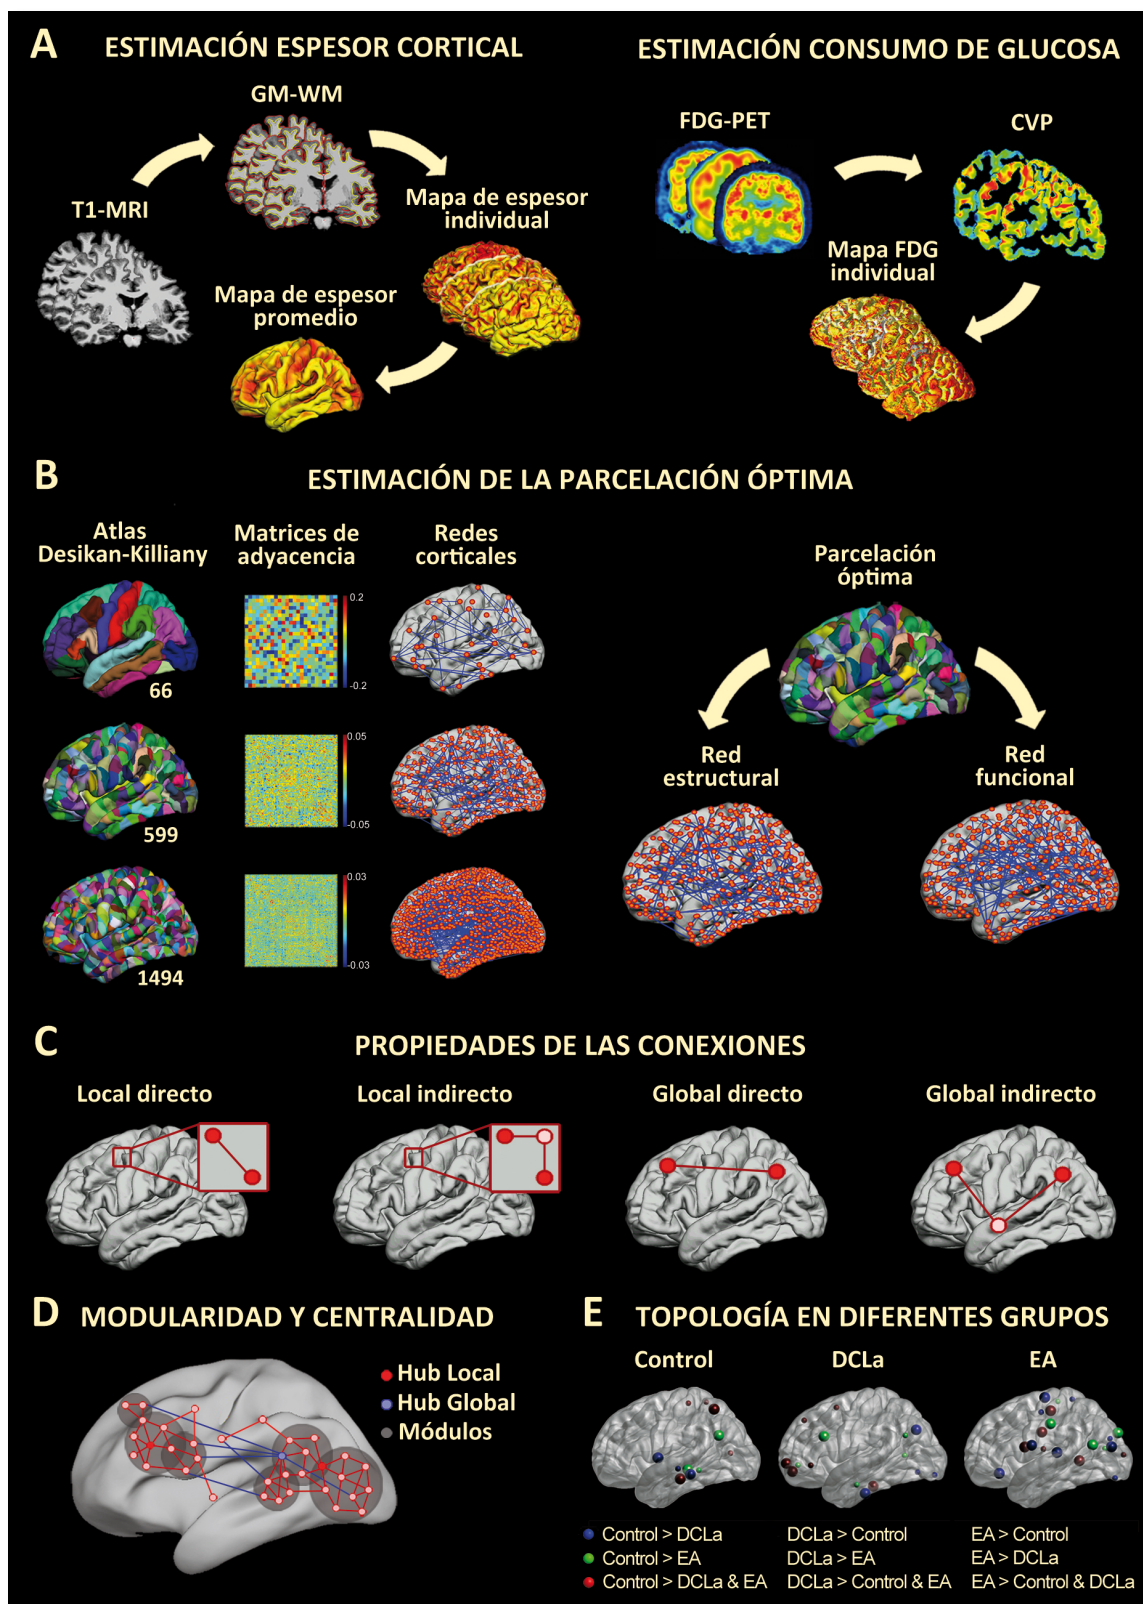 A
ESTIMACIÓN ESPESOR CORTICAL
GM-WM
T1-MRI
Mapa de espesor
individual
Mapa de espesor
promedio
ESTIMACIÓN CONSUMO DE GLUCOSA
FDG-PET
CVP
Mapa FDG
individual
B
ESTIMACIÓN DE LA PARCELACIÓN ÓPTIMA
Atlas
Desikan-Killiany
Matrices de
adyacencia
Redes
corticales
66
0.2
-0.2
599
0.05
-0.05
1494
0.03
-0.03
Parcelación
óptima
Red
estructural
Red
funcional
C
PROPIEDADES DE LAS CONEXIONES
Local directo
Local indirecto
Global directo
Global indirecto
D
MODULARIDAD Y CENTRALIDAD
Hub Local
Hub Global
Módulos
E
TOPOLOGÍA EN DIFERENTES GRUPOS
Control
DCLa
EA
Control > DCLa
DCLa > Control
EA > Control
Control > EA
DCLa > EA
EA > DCLa
Control > DCLa & EA
DCLa > Control & EA
EA > Control & DCLa